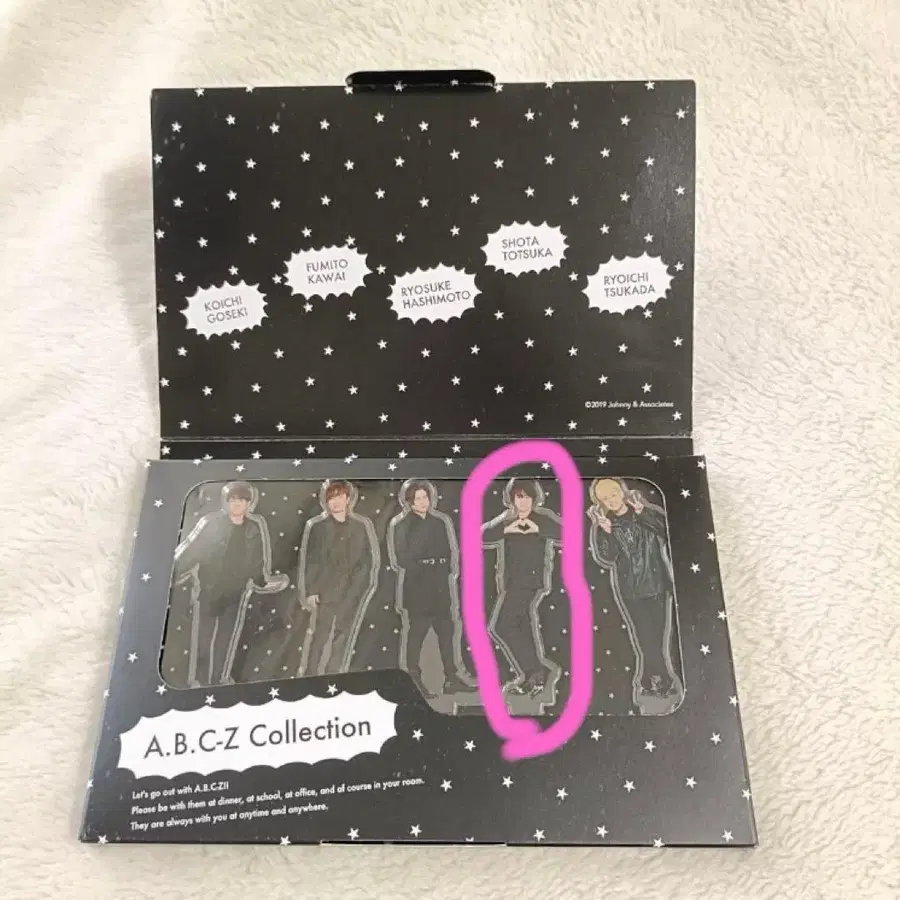 KOICHI
GOSEKI
FUMITO
KAWAI
RYOSUKE
HASHIMOTO
SHOTA
TOTSUKA
RYOICHI
TSUKADA
©2019 Johnny & Associates
A.B.C-Z Collection
Let's go out with A.B.C-Z!!
Please be with them at dinner, at school, at office, and of course in your room.
They are always with you at anytime and anywhere.